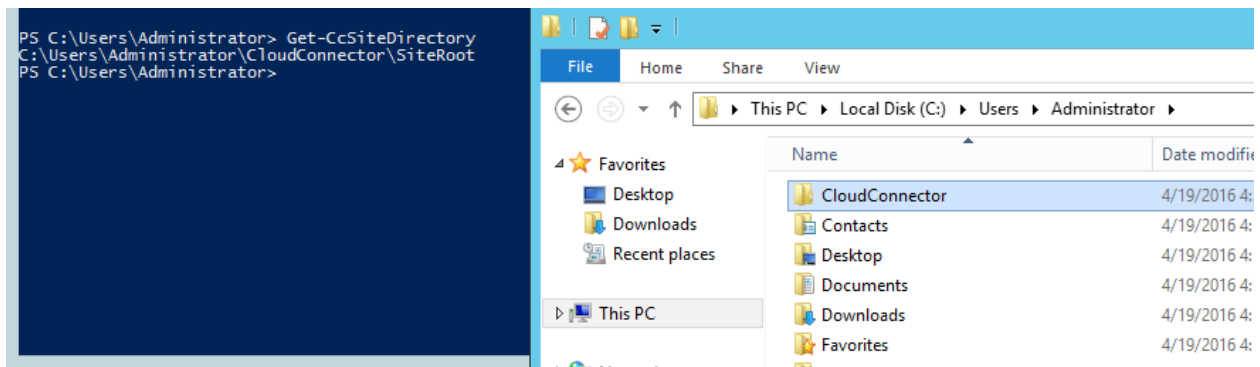 PS C:\Users\Administrator> Get-CcSiteDirectory
C:\Users\Administrator\CloudConnector\SiteRoot
PS C:\Users\Administrator>
File Home Share View
This PC Local Disk (C:) Users Administrator
Favorites
Desktop
Downloads
Recent places
This PC
Name Date modifie
CloudConnector 4/19/2016 4:
Contacts 4/19/2016 4:
Desktop 4/19/2016 4:
Documents 4/19/2016 4:
Downloads 4/19/2016 4:
Favorites 4/19/2016 4: